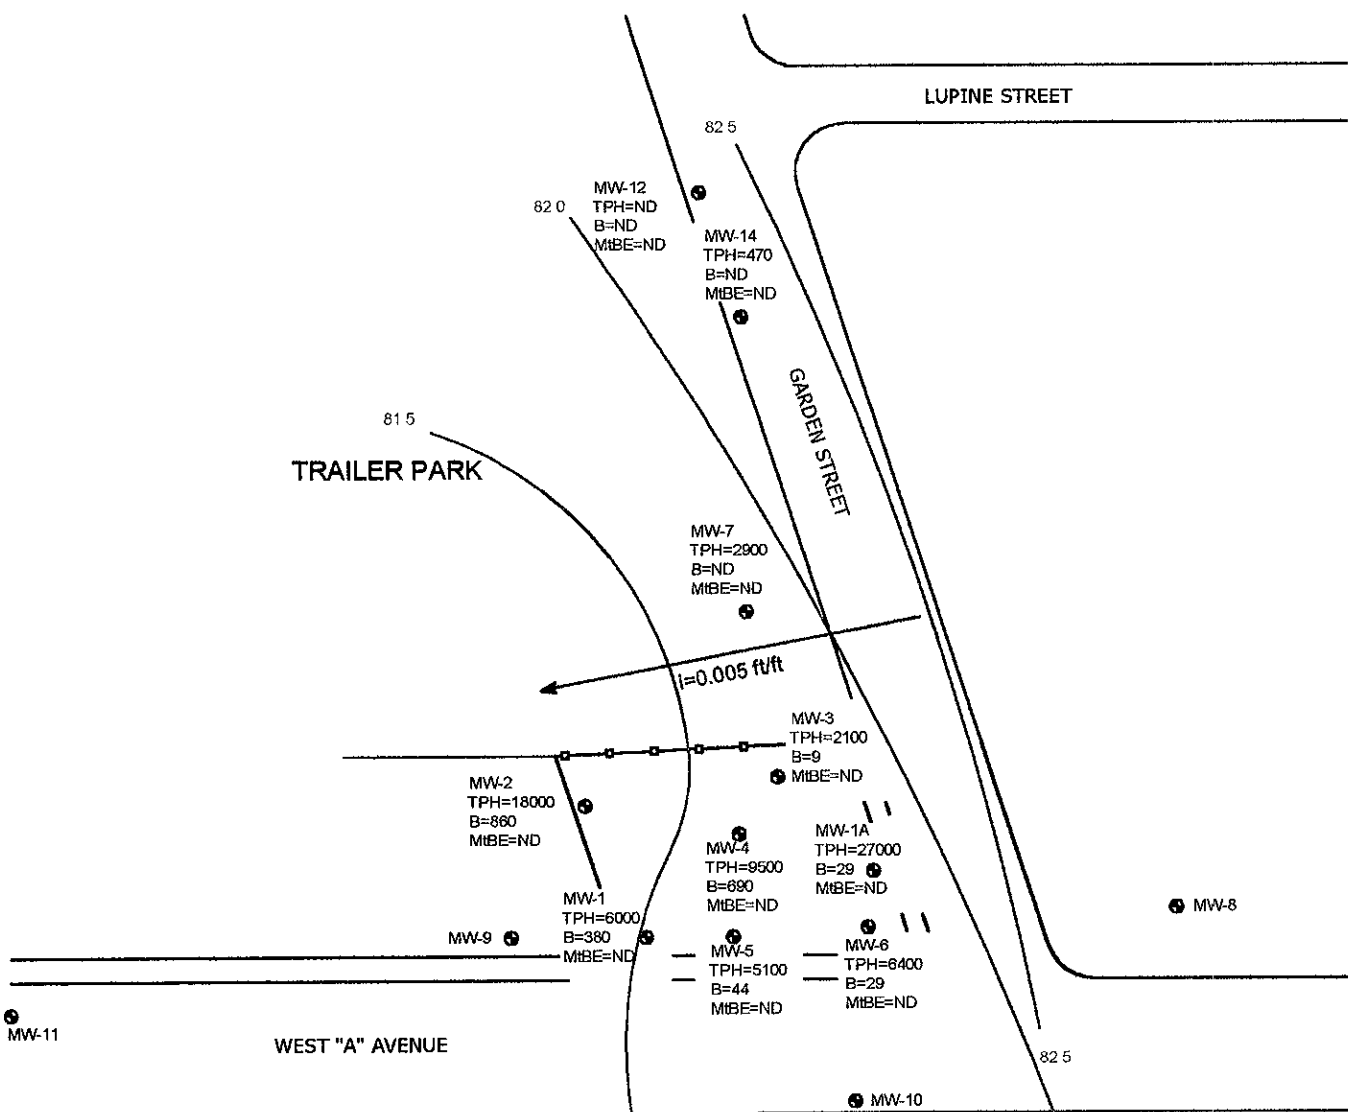 LUPINE STREET
82 5
MW-12
TPH=ND
B=ND
MtBE=ND
82 0
MW-14
TPH=470
B=ND
MtBE=ND
GARDEN STREET
81 5
TRAILER PARK
MW-7
TPH=2900
B=ND
MtBE=ND
i=0.005 ft/ft
MW-3
TPH=2100
B=9
MtBE=ND
MW-2
TPH=18000
B=860
MtBE=ND
MW-4
TPH=9500
B=690
MtBE=ND
MW-1A
TPH=27000
B=29
MtBE=ND
MW-1
TPH=6000
B=380
MtBE=ND
MW-9
MW-8
MW-5
TPH=5100
B=44
MtBE=ND
MW-6
TPH=6400
B=29
MtBE=ND
MW-11
WEST "A" AVENUE
82 5
MW-10